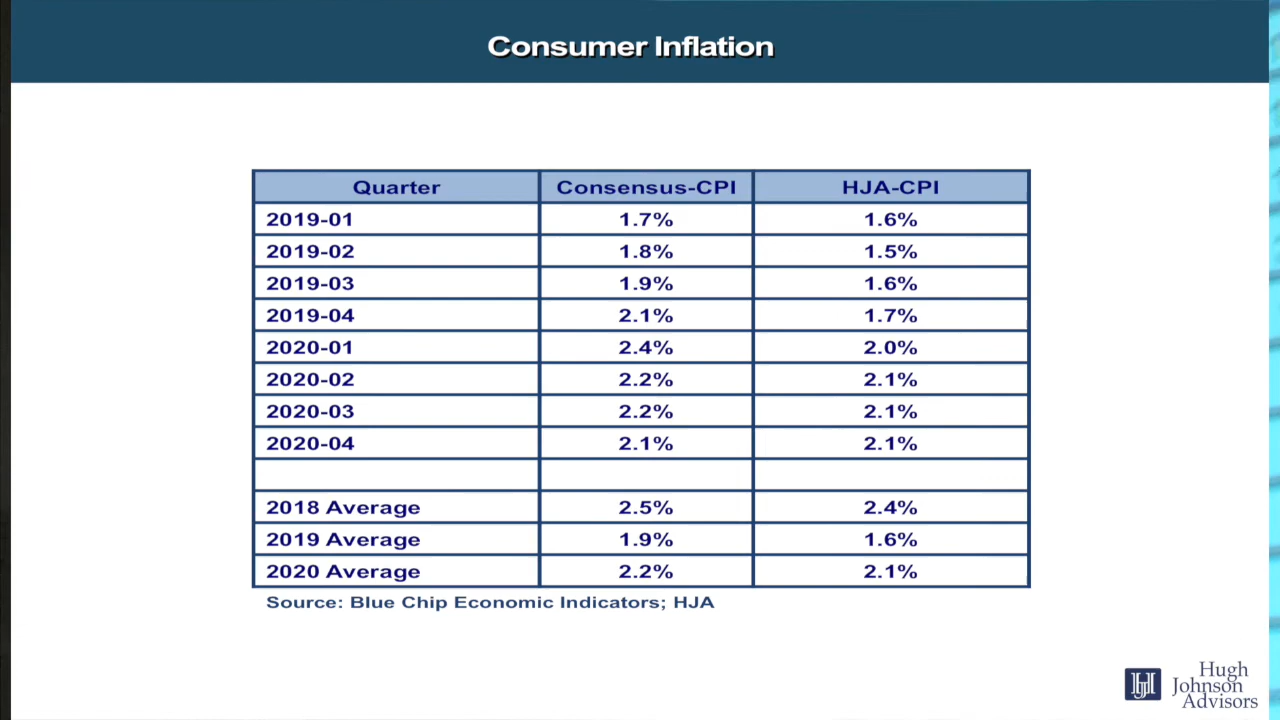 Consumer Inflation
Quarter Consensus-CPI HJA-CPI
2019-01 1.7% 1.6%
2019-02 1.8% 1.5%
2019-03 1.9% 1.6%
2019-04 2.1% 1.7%
2020-01 2.4% 2.0%
2020-02 2.2% 2.1%
2020-03 2.2% 2.1%
2020-04 2.1% 2.1%
2018 Average 2.5% 2.4%
2019 Average 1.9% 1.6%
2020 Average 2.2% 2.1%
Source: Blue Chip Economic Indicators; HJA
HJ Hugh
Johnson
Advisors